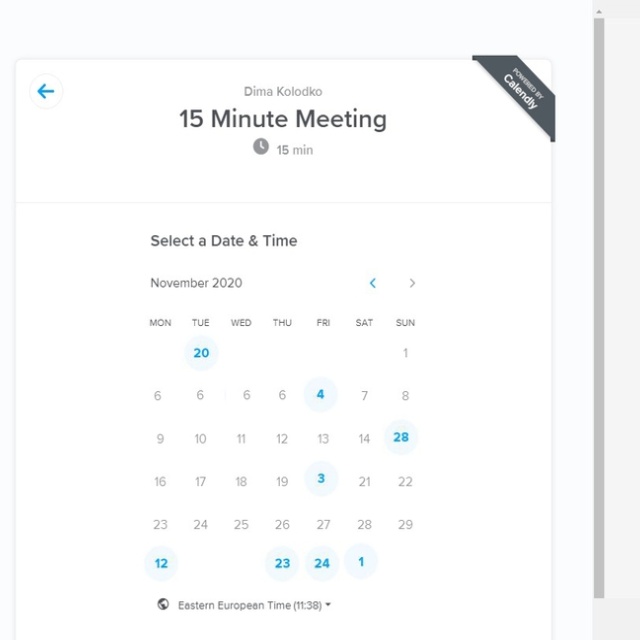 POWERED BY
Calendly
Dima Kolodko
15 Minute Meeting
15 min
Select a Date & Time
November 2020
MON TUE WED THU FRI SAT SUN
20 1
6 6 6 6 4 7 8
9 10 11 12 13 14 28
16 17 18 19 3 21 22
23 24 25 26 27 28 29
12 23 24 1
Eastern European Time (11:38)